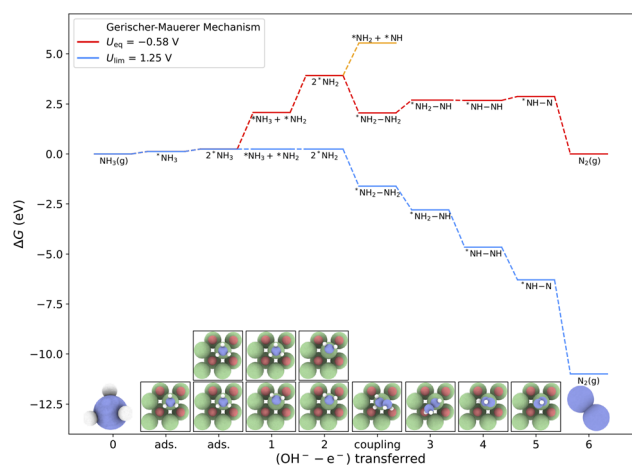 Gerischer-Mauerer Mechanism
U_eq = −0.58 V
U_lim = 1.25 V
*NH₂ + *NH
2*NH₂
*NH₃ + *NH₂
*NH₂−NH₂
*NH₂−NH
*NH−NH
*NH−N
NH₃(g)
*NH₃
2*NH₃
*NH₃ + *NH₂
2*NH₂
N₂(g)
*NH₂−NH₂
*NH₂−NH
*NH−NH
*NH−N
N₂(g)
ΔG (eV)
5.0
2.5
0.0
−2.5
−5.0
−7.5
−10.0
−12.5
0 ads. ads. 1 2 coupling 3 4 5 6
(OH⁻ − e⁻) transferred